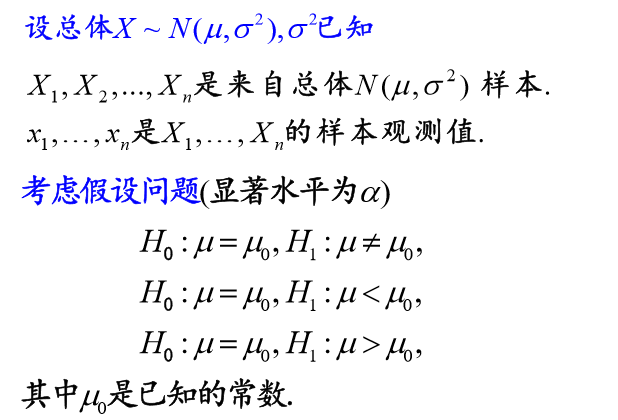 设总体X ~ N(μ,σ²),σ²已知
X₁,X₂,...,Xₙ是来自总体N(μ,σ²) 样本.
x₁,...,xₙ是X₁,...,Xₙ的样本观测值.
考虑假设问题(显著水平为α)
H₀:μ=μ₀,H₁:μ≠μ₀,
H₀:μ=μ₀,H₁:μ<μ₀,
H₀:μ=μ₀,H₁:μ>μ₀,
其中μ₀是已知的常数.